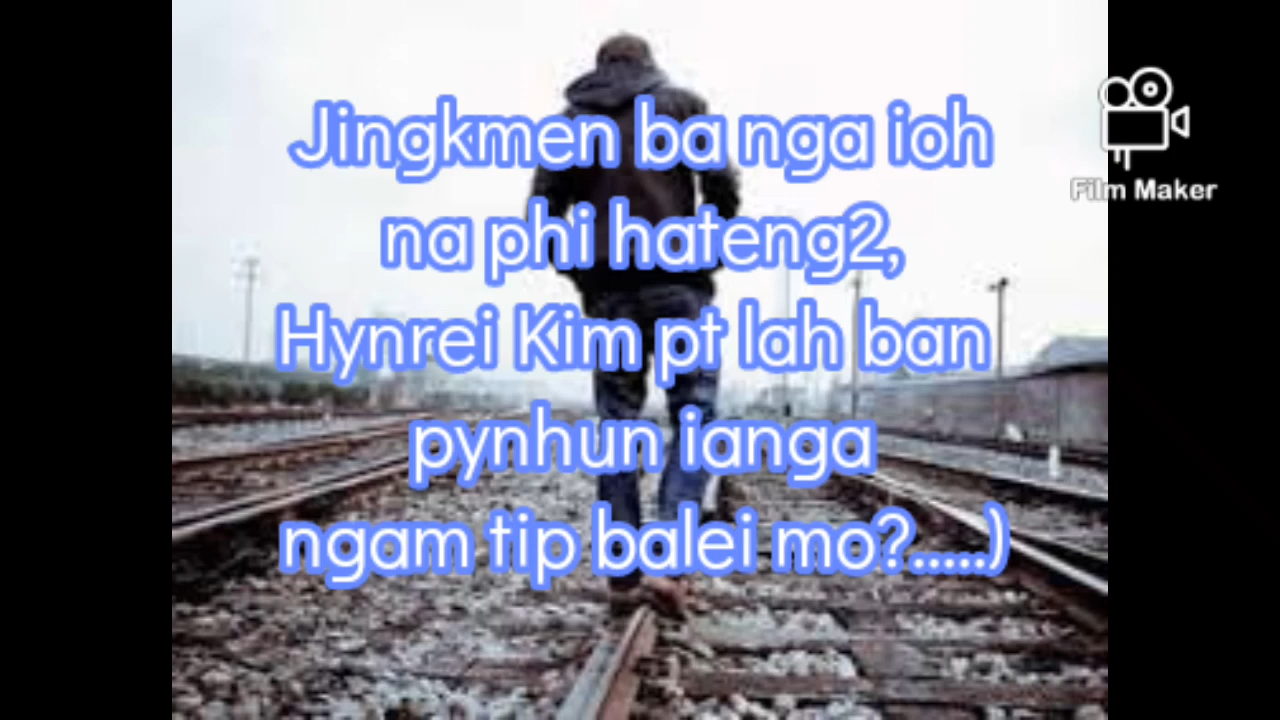 Jingkmen ba nga ioh
na phi hateng2,
Hynrei Kim pt lah ban
pynhun ianga
ngam tip balei mo?.....)
Film Maker